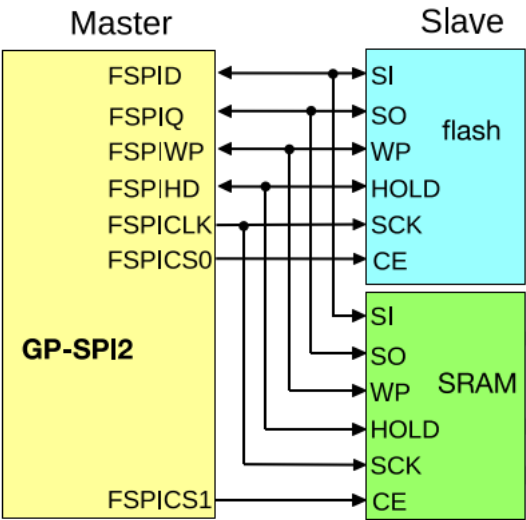 Master
Slave
FSPID
FSPIQ
FSPIWP
FSPIHD
FSPICLK
FSPICS0
GP-SPI2
FSPICS1
SI
SO
WP
HOLD
SCK
CE
flash
SI
SO
WP
HOLD
SCK
CE
SRAM